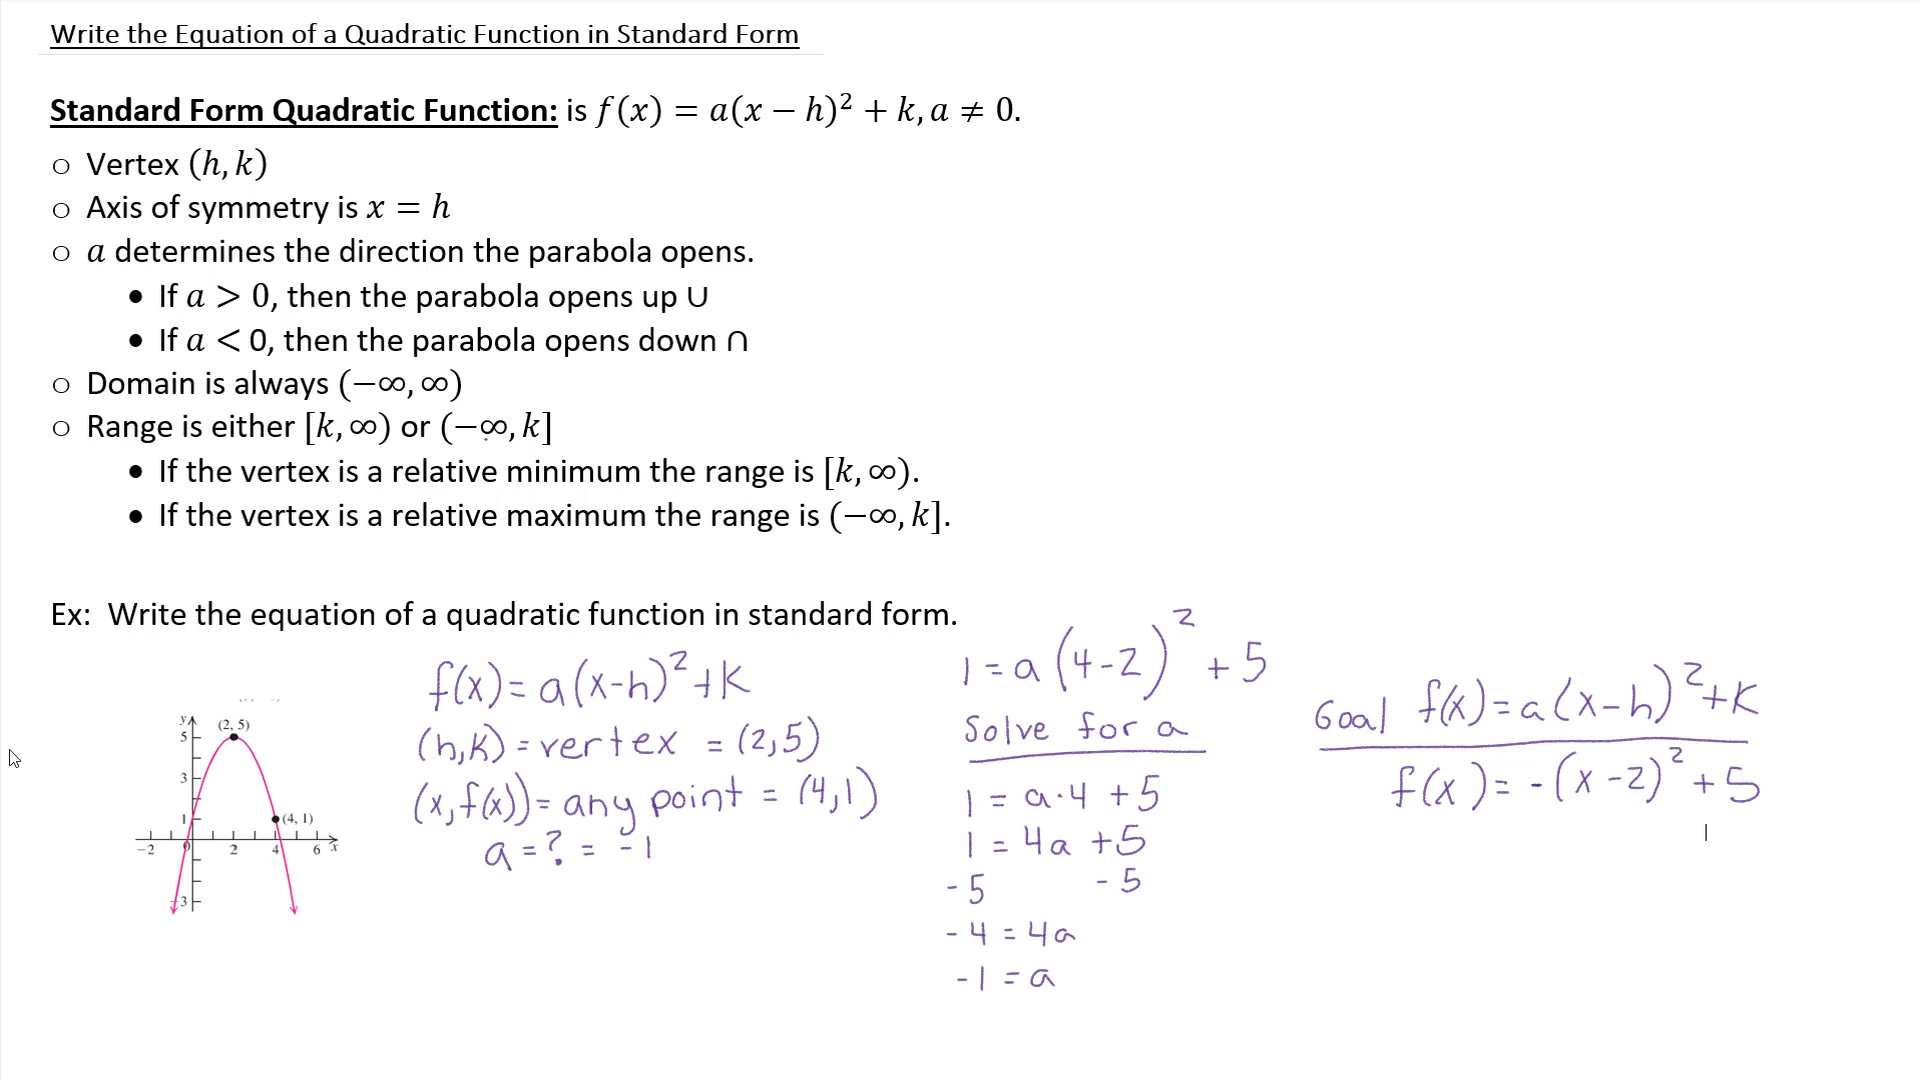 Write the Equation of a Quadratic Function in Standard Form
Standard Form Quadratic Function: is f(x) = a(x − h)² + k, a ≠ 0.
○ Vertex (h, k)
○ Axis of symmetry is x = h
○ a determines the direction the parabola opens.
• If a > 0, then the parabola opens up ∪
• If a < 0, then the parabola opens down ∩
○ Domain is always (−∞, ∞)
○ Range is either [k, ∞) or (−∞, k]
• If the vertex is a relative minimum the range is [k, ∞).
• If the vertex is a relative maximum the range is (−∞, k].
Ex: Write the equation of a quadratic function in standard form.
y
(2, 5)
5
3
1
(4, 1)
−2
0
2
4
6
x
−3
f(x) = a(x-h)² + k
(h,k) = vertex = (2,5)
(x, f(x)) = any point = (4,1)
a = ? = -1
1 = a(4-2)² + 5
Solve for a
1 = a·4 + 5
1 = 4a + 5
-5 -5
-4 = 4a
-1 = a
Goal f(x) = a(x-h)² + k
f(x) = -(x-2)² + 5